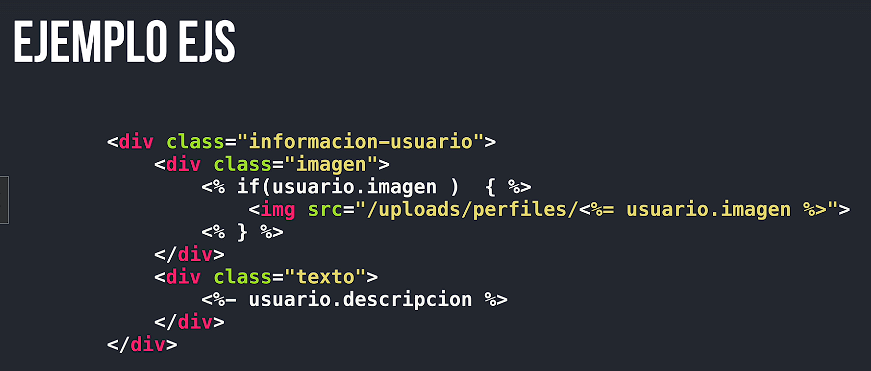 EJEMPLO EJS
<div class="informacion-usuario">
<div class="imagen">
<% if(usuario.imagen )  { %>
<img src="/uploads/perfiles/<%= usuario.imagen %>">
<% } %>
</div>
<div class="texto">
<%- usuario.descripcion %>
</div>
</div>